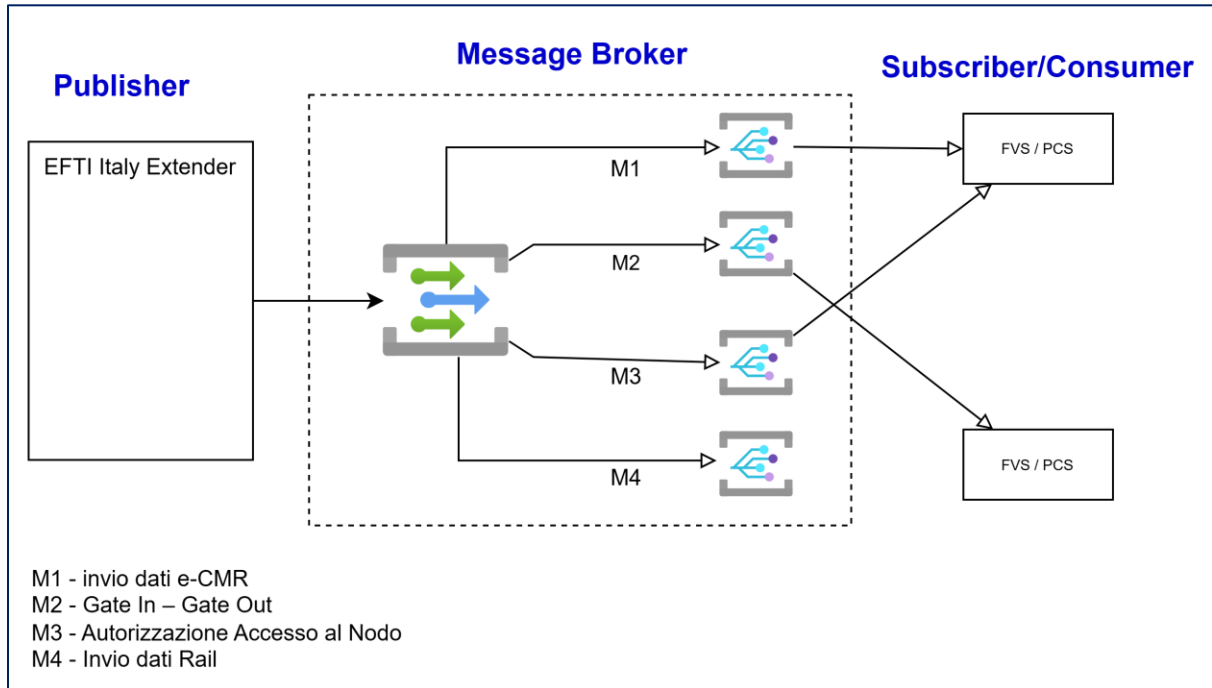 Publisher
Message Broker
Subscriber/Consumer
EFTI Italy Extender
M1
M2
M3
M4
FVS / PCS
FVS / PCS
M1 - invio dati e-CMR
M2 - Gate In – Gate Out
M3 - Autorizzazione Accesso al Nodo
M4 - Invio dati Rail